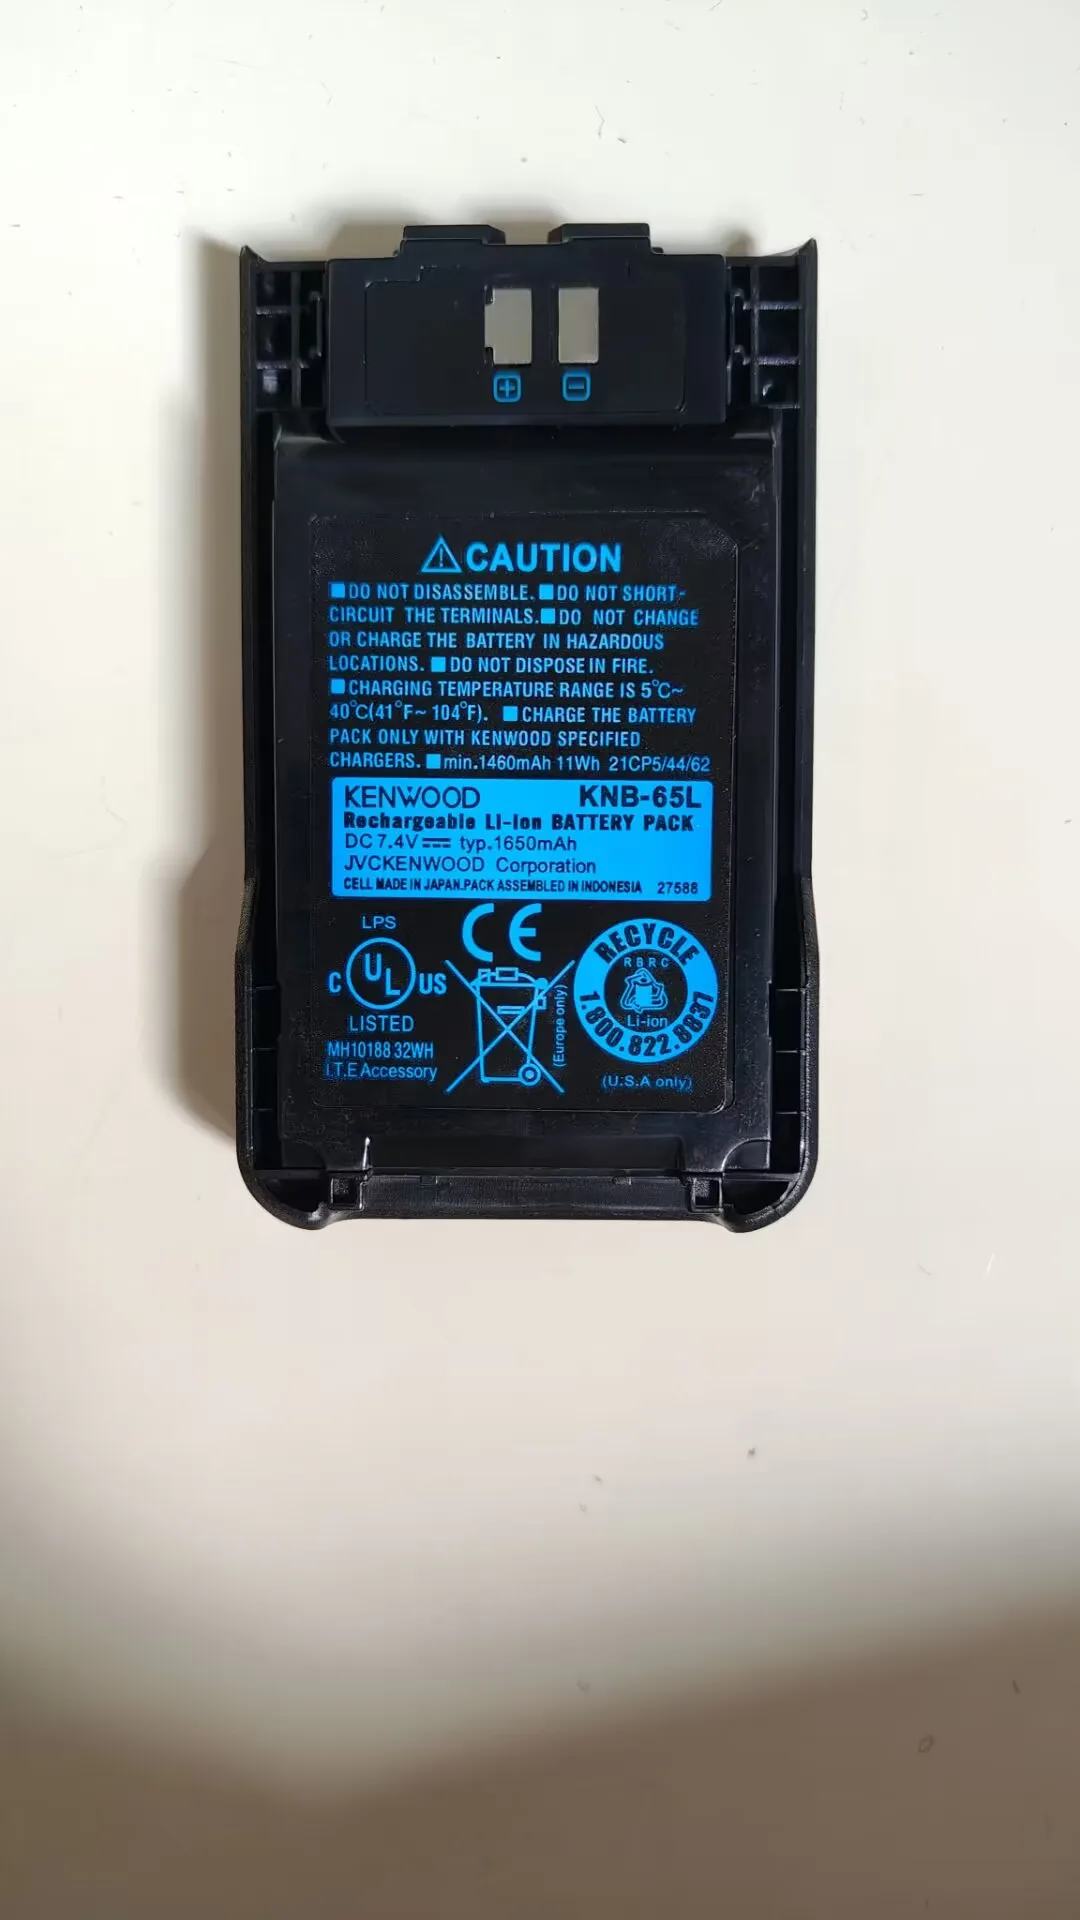 + −
⚠CAUTION
■DO NOT DISASSEMBLE. ■DO NOT SHORT-
CIRCUIT THE TERMINALS.■DO NOT CHANGE
OR CHARGE THE BATTERY IN HAZARDOUS
LOCATIONS. ■DO NOT DISPOSE IN FIRE.
■CHARGING TEMPERATURE RANGE IS 5°C~
40°C(41°F~ 104°F). ■CHARGE THE BATTERY
PACK ONLY WITH KENWOOD SPECIFIED
CHARGERS. ■min.1460mAh 11Wh 21CP5/44/62
KENWOOD KNB-65L
Rechargeable Li-ion BATTERY PACK
DC 7.4V⎓ typ.1650mAh
JVCKENWOOD Corporation
CELL MADE IN JAPAN.PACK ASSEMBLED IN INDONESIA 27588
LPS
C UL US
LISTED
MH10188 32WH
I.T.E Accessory
CE
(Europe only)
RECYCLE
RBRC
Li-ion
1.800.822.8837
(U.S.A only)